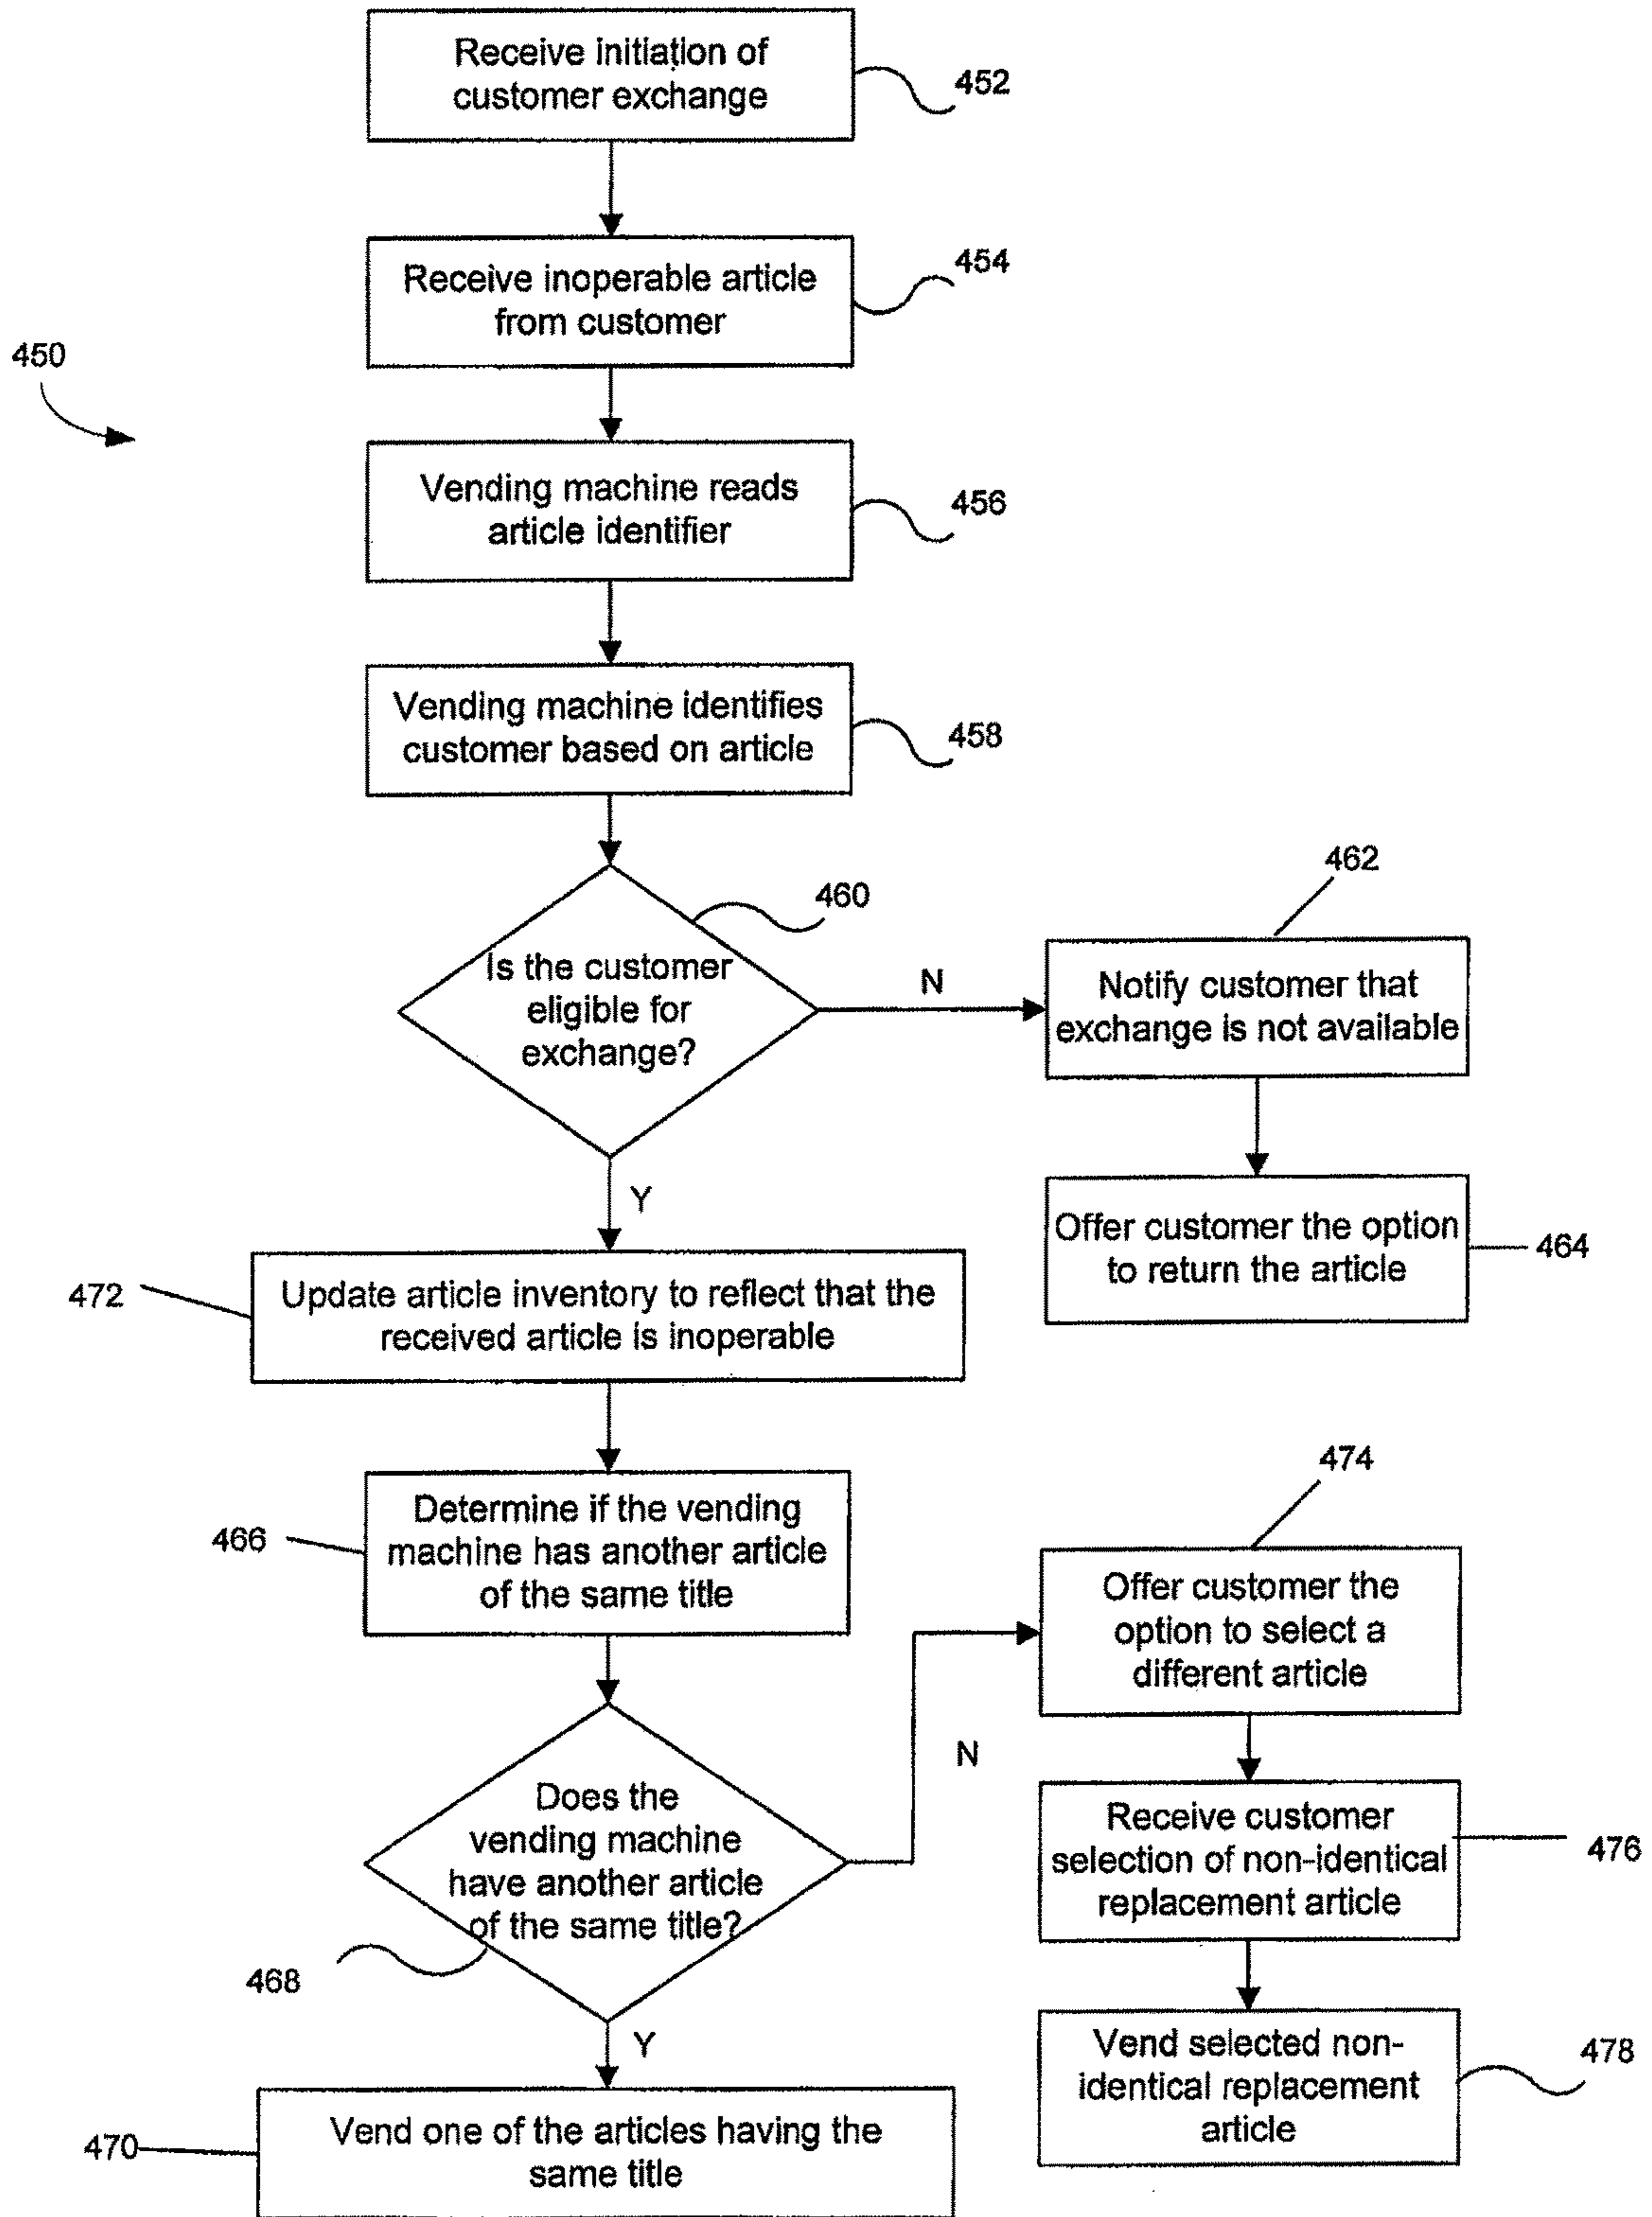 Receive initiation of
customer exchange
452
Receive inoperable article
from customer
454
450
Vending machine reads
article identifier
456
Vending machine identifies
customer based on article
458
460
Is the customer
eligible for
exchange?
N
462
Notify customer that
exchange is not available
Offer customer the option
to return the article
464
Y
472
Update article inventory to reflect that the
received article is inoperable
466
Determine if the vending
machine has another article
of the same title
474
Offer customer the
option to select a
different article
N
Does the
vending machine
have another article
of the same title?
468
Receive customer
selection of non-identical
replacement article
476
Y
Vend selected non-
identical replacement
article
478
470
Vend one of the articles having the
same title